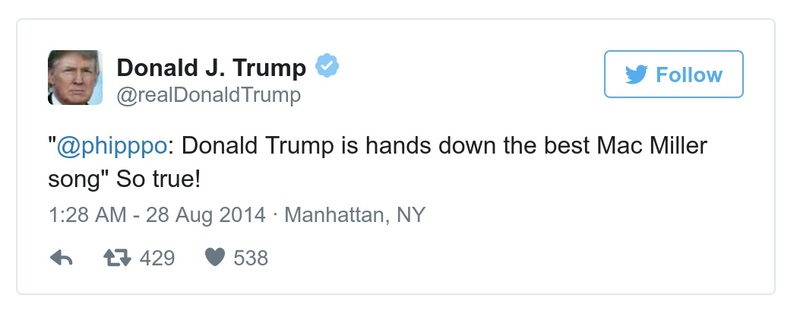 Donald J. Trump
@realDonaldTrump
Follow
"@phipppo: Donald Trump is hands down the best Mac Miller
song" So true!
1:28 AM - 28 Aug 2014 · Manhattan, NY
429 538